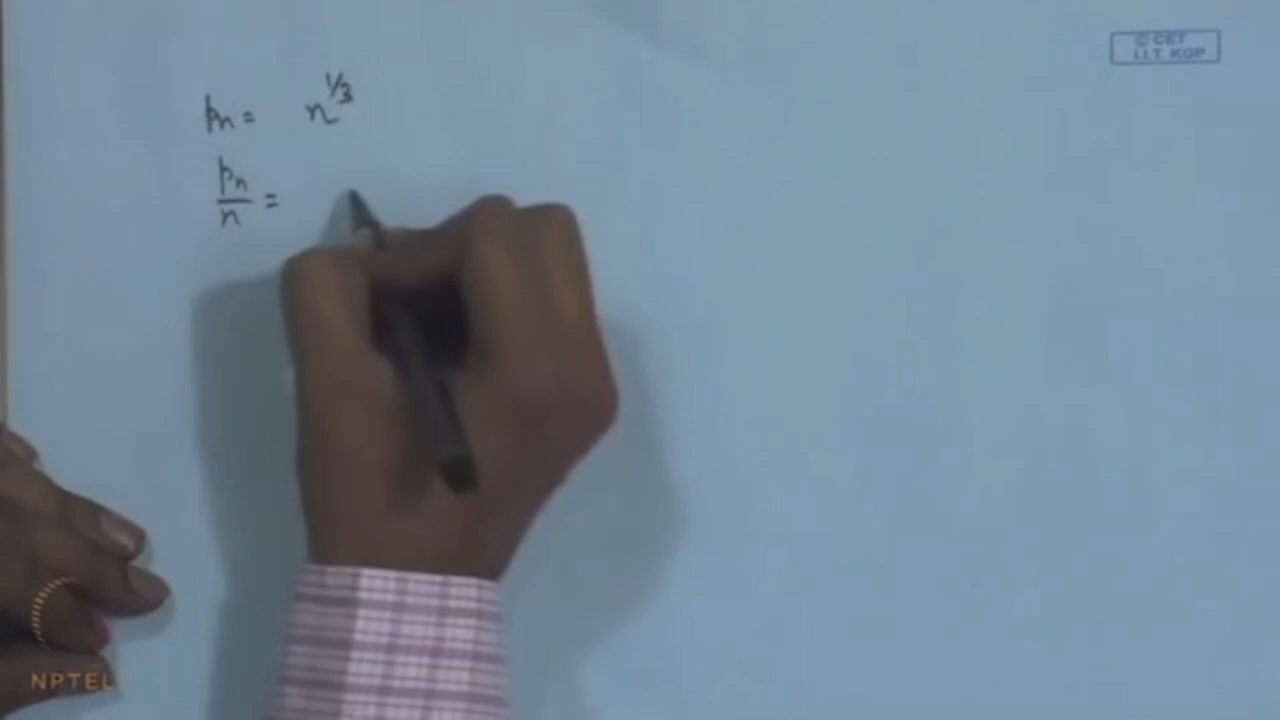 © CET
I.I.T. KGP
pn = n^1/3
pn/n =
NPTEL